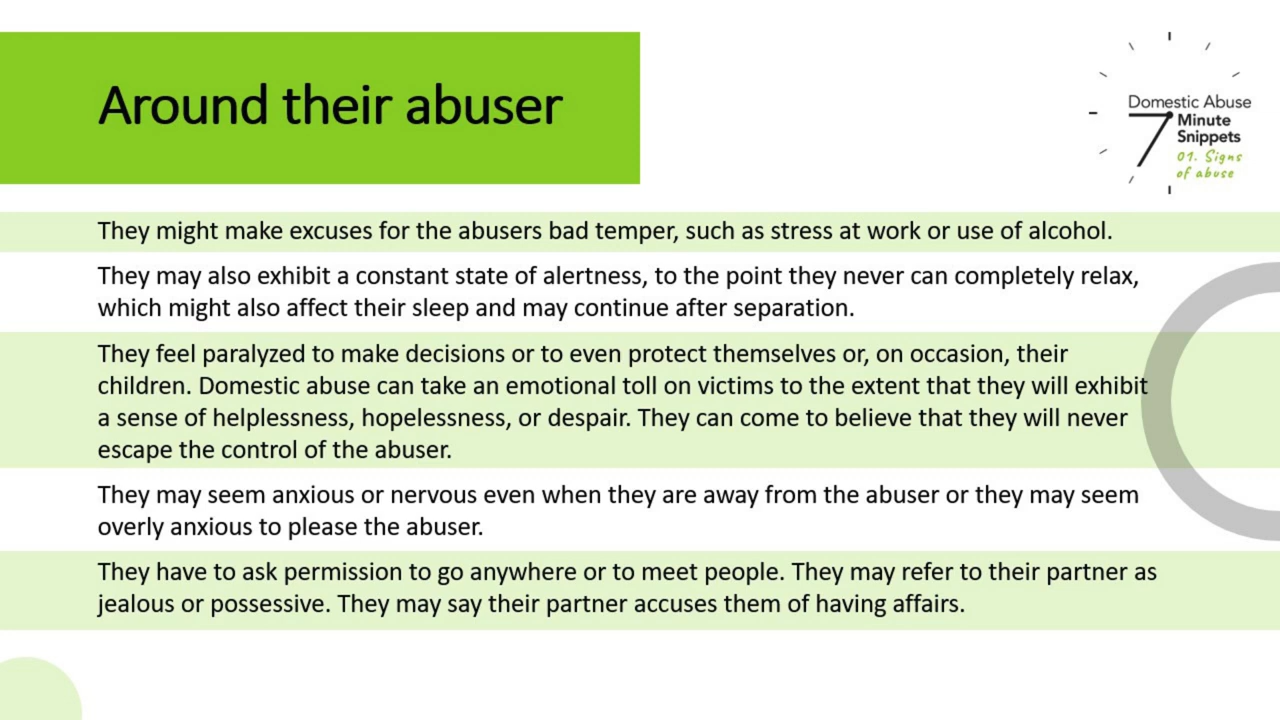 Around their abuser
Domestic Abuse
7 Minute
Snippets
01. Signs
of abuse
They might make excuses for the abusers bad temper, such as stress at work or use of alcohol.
They may also exhibit a constant state of alertness, to the point they never can completely relax,
which might also affect their sleep and may continue after separation.
They feel paralyzed to make decisions or to even protect themselves or, on occasion, their
children. Domestic abuse can take an emotional toll on victims to the extent that they will exhibit
a sense of helplessness, hopelessness, or despair. They can come to believe that they will never
escape the control of the abuser.
They may seem anxious or nervous even when they are away from the abuser or they may seem
overly anxious to please the abuser.
They have to ask permission to go anywhere or to meet people. They may refer to their partner as
jealous or possessive. They may say their partner accuses them of having affairs.